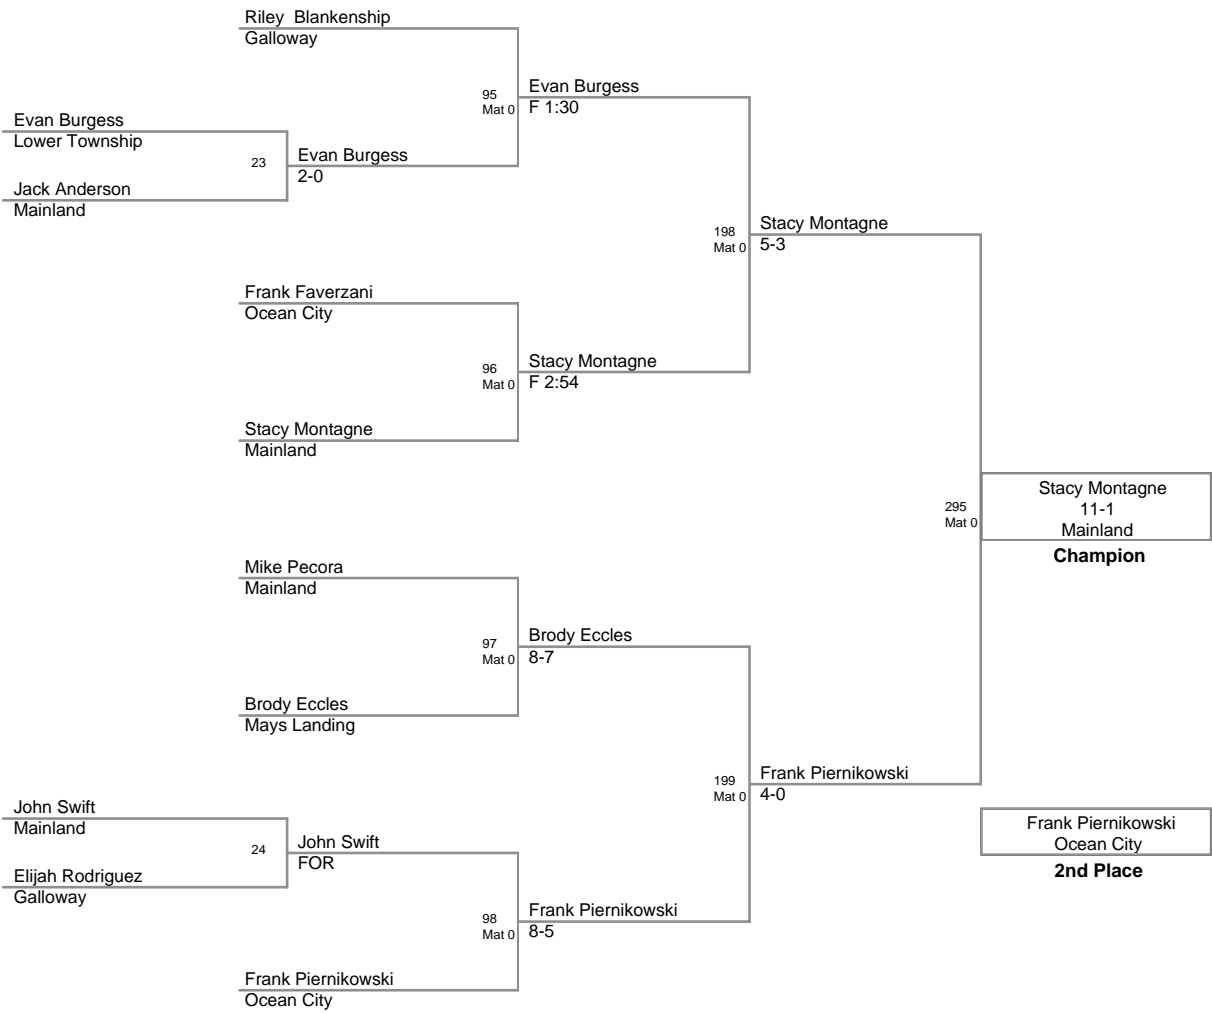 Riley  Blankenship
Galloway
95
Mat 0
Evan Burgess
F 1:30
Evan Burgess
Lower Township
23
Evan Burgess
2-0
Jack Anderson
Mainland
198
Mat 0
Stacy Montagne
5-3
Frank Faverzani
Ocean City
96
Mat 0
Stacy Montagne
F 2:54
Stacy Montagne
Mainland
295
Mat 0
Stacy Montagne
11-1
Mainland
Champion
Mike Pecora
Mainland
97
Mat 0
Brody Eccles
8-7
Brody Eccles
Mays Landing
199
Mat 0
Frank Piernikowski
4-0
John Swift
Mainland
24
John Swift
FOR
Elijah Rodriguez
Galloway
Frank Piernikowski
Ocean City
2nd Place
98
Mat 0
Frank Piernikowski
8-5
Frank Piernikowski
Ocean City